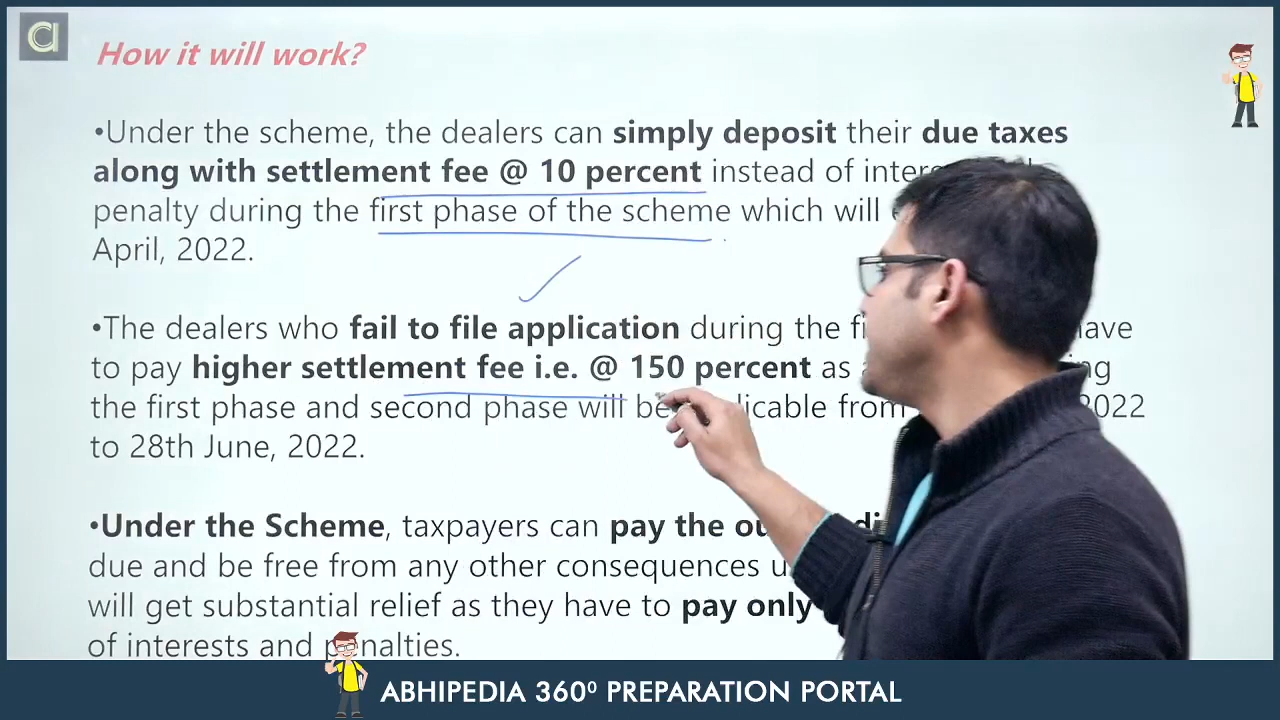 How it will work?
•Under the scheme, the dealers can simply deposit their due taxes
along with settlement fee @ 10 percent instead of
penalty during the first phase of the scheme which will
April, 2022.
•The dealers who fail to file application during the have
to pay higher settlement fee i.e. @ 150 percent as
the first phase and second phase will be from 2022
to 28th June, 2022.
•Under the Scheme, taxpayers can pay the
due and be free from any other consequences
will get substantial relief as they have to pay only
of interests and penalties.
ABHIPEDIA 360⁰ PREPARATION PORTAL